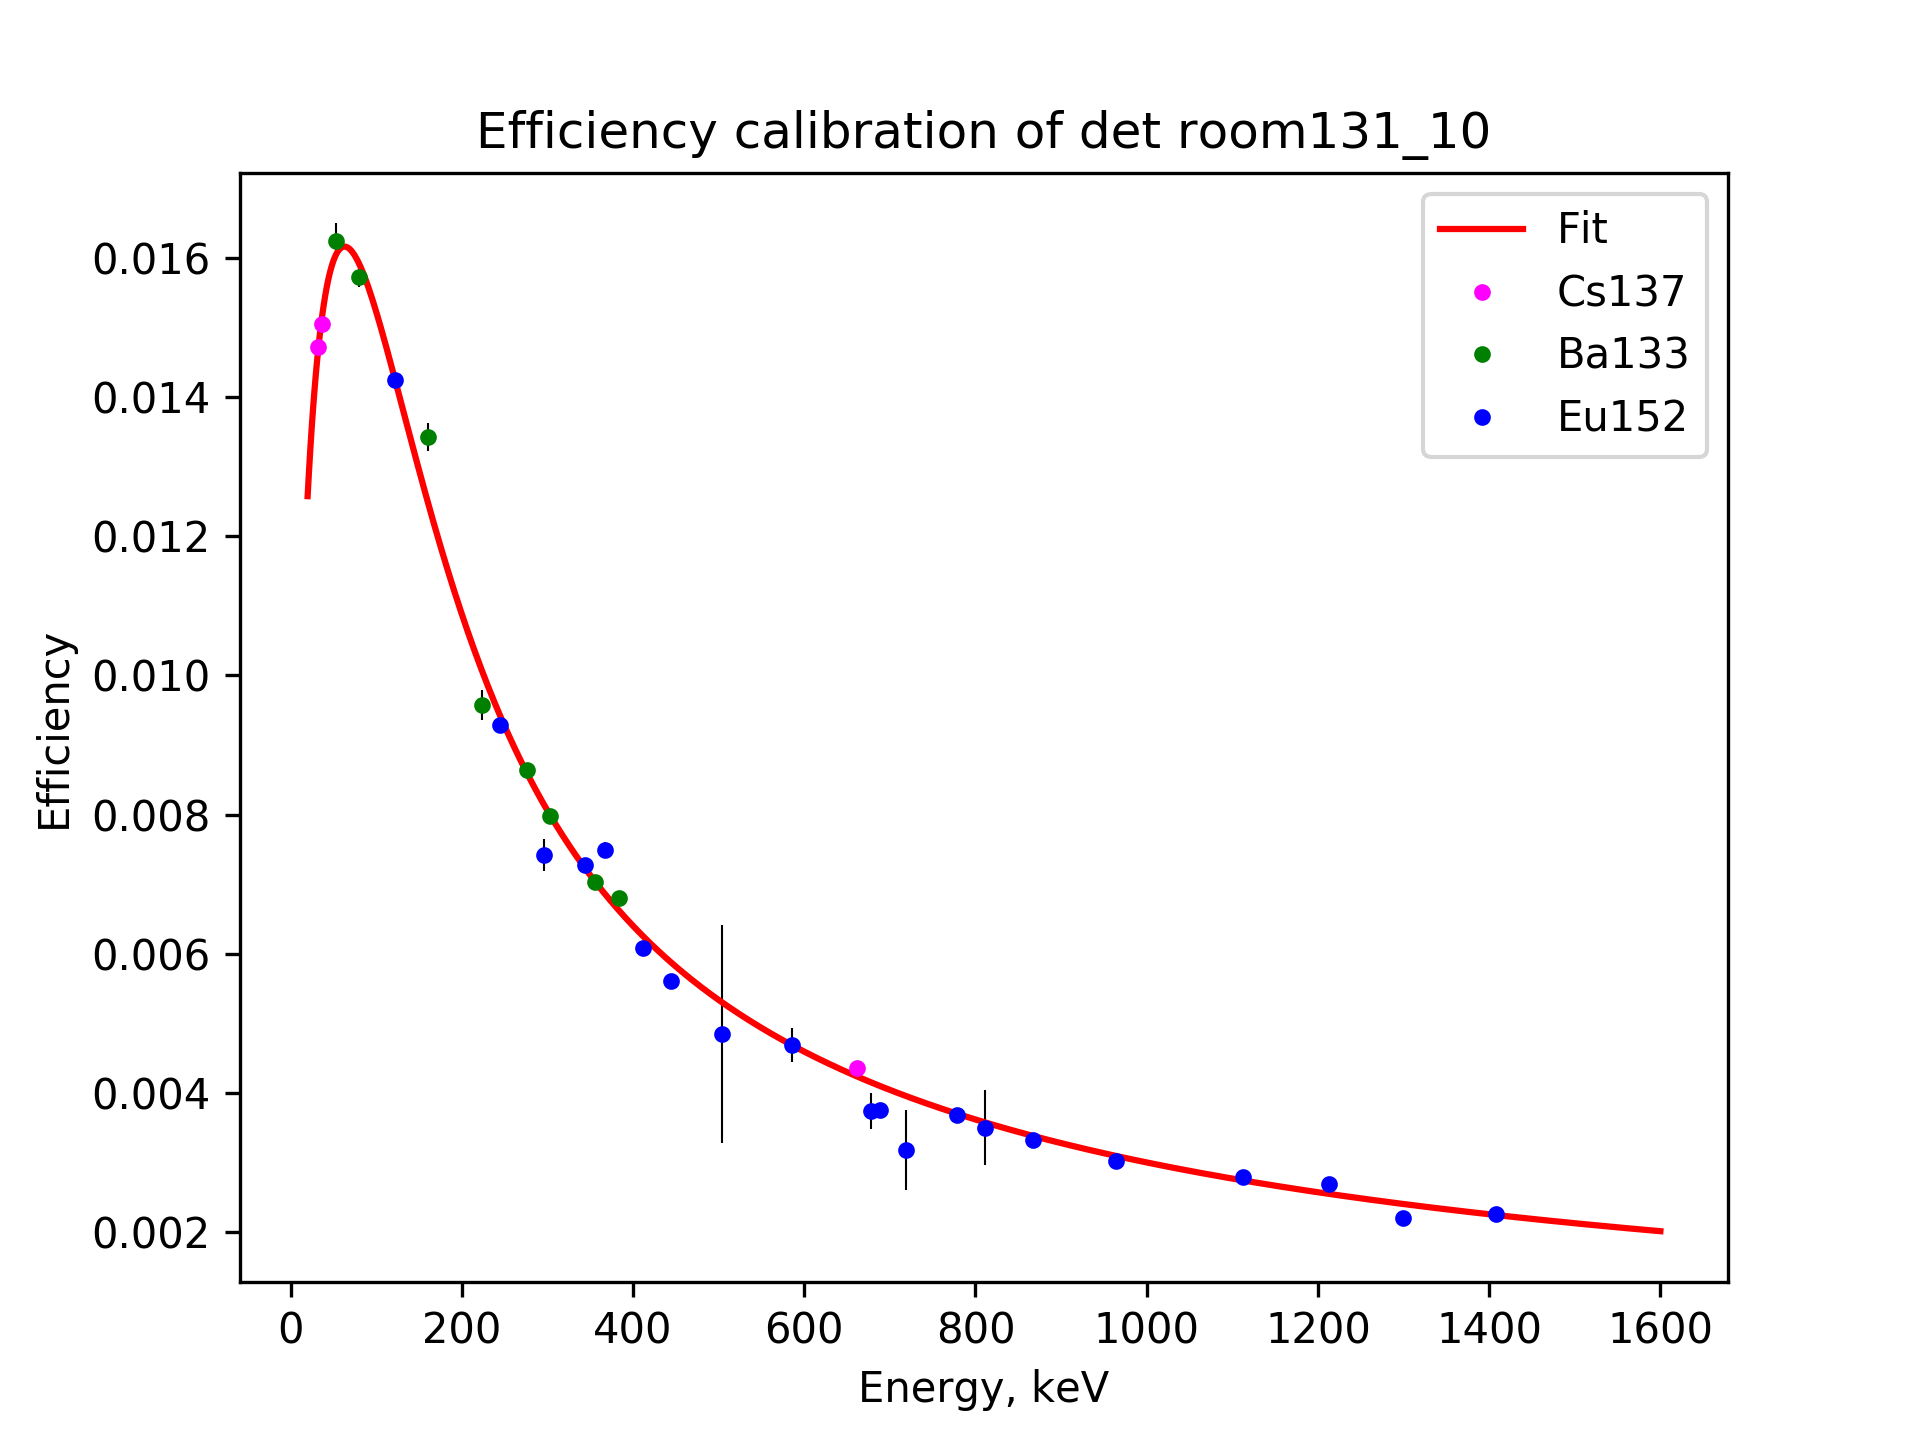 Efficiency calibration of det room131_10
Fit
Cs137
Ba133
Eu152
0.016
0.014
0.012
0.010
0.008
0.006
0.004
0.002
Efficiency
0 200 400 600 800 1000 1200 1400 1600
Energy, keV